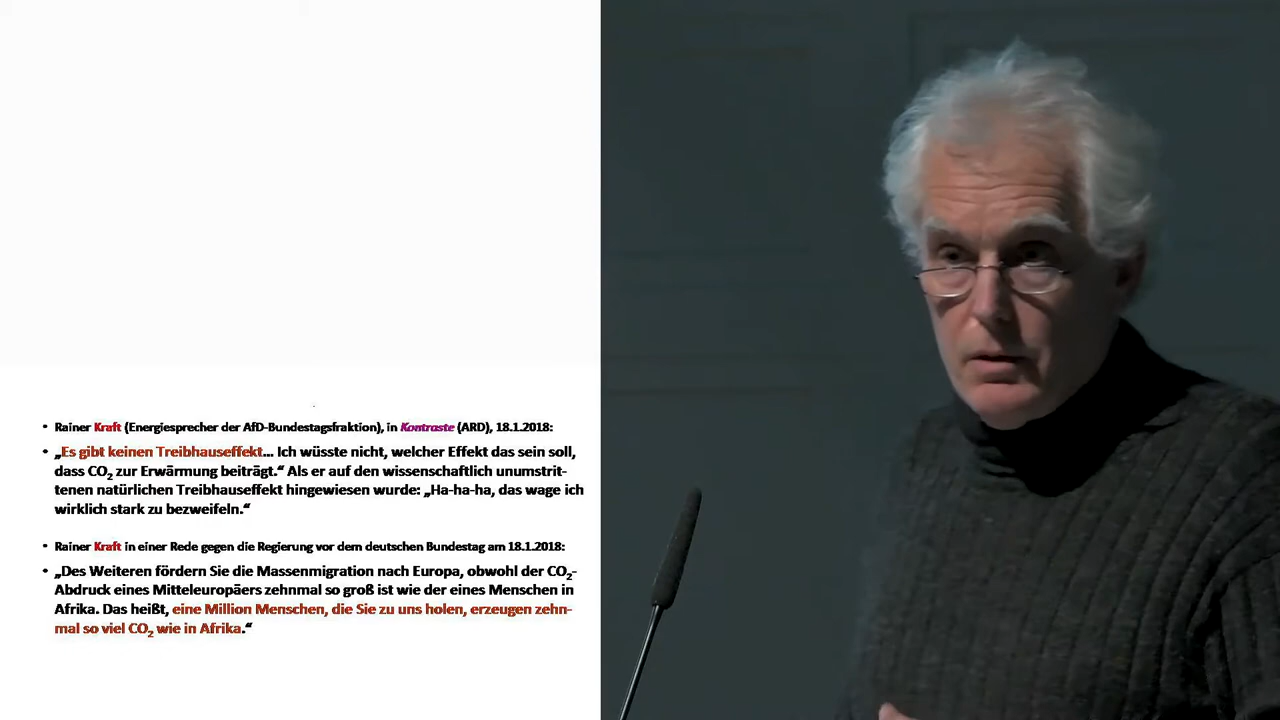 • Rainer Kraft (Energiesprecher der AfD-Bundestagsfraktion), in Kontraste (ARD), 18.1.2018:
• „Es gibt keinen Treibhauseffekt... Ich wüsste nicht, welcher Effekt das sein soll,
dass CO₂ zur Erwärmung beiträgt.“ Als er auf den wissenschaftlich unumstrit-
tenen natürlichen Treibhauseffekt hingewiesen wurde: „Ha-ha-ha, das wage ich
wirklich stark zu bezweifeln.“
• Rainer Kraft in einer Rede gegen die Regierung vor dem deutschen Bundestag am 18.1.2018:
• „Des Weiteren fördern Sie die Massenmigration nach Europa, obwohl der CO₂-
Abdruck eines Mitteleuropäers zehnmal so groß ist wie der eines Menschen in
Afrika. Das heißt, eine Million Menschen, die Sie zu uns holen, erzeugen zehn-
mal so viel CO₂ wie in Afrika.“